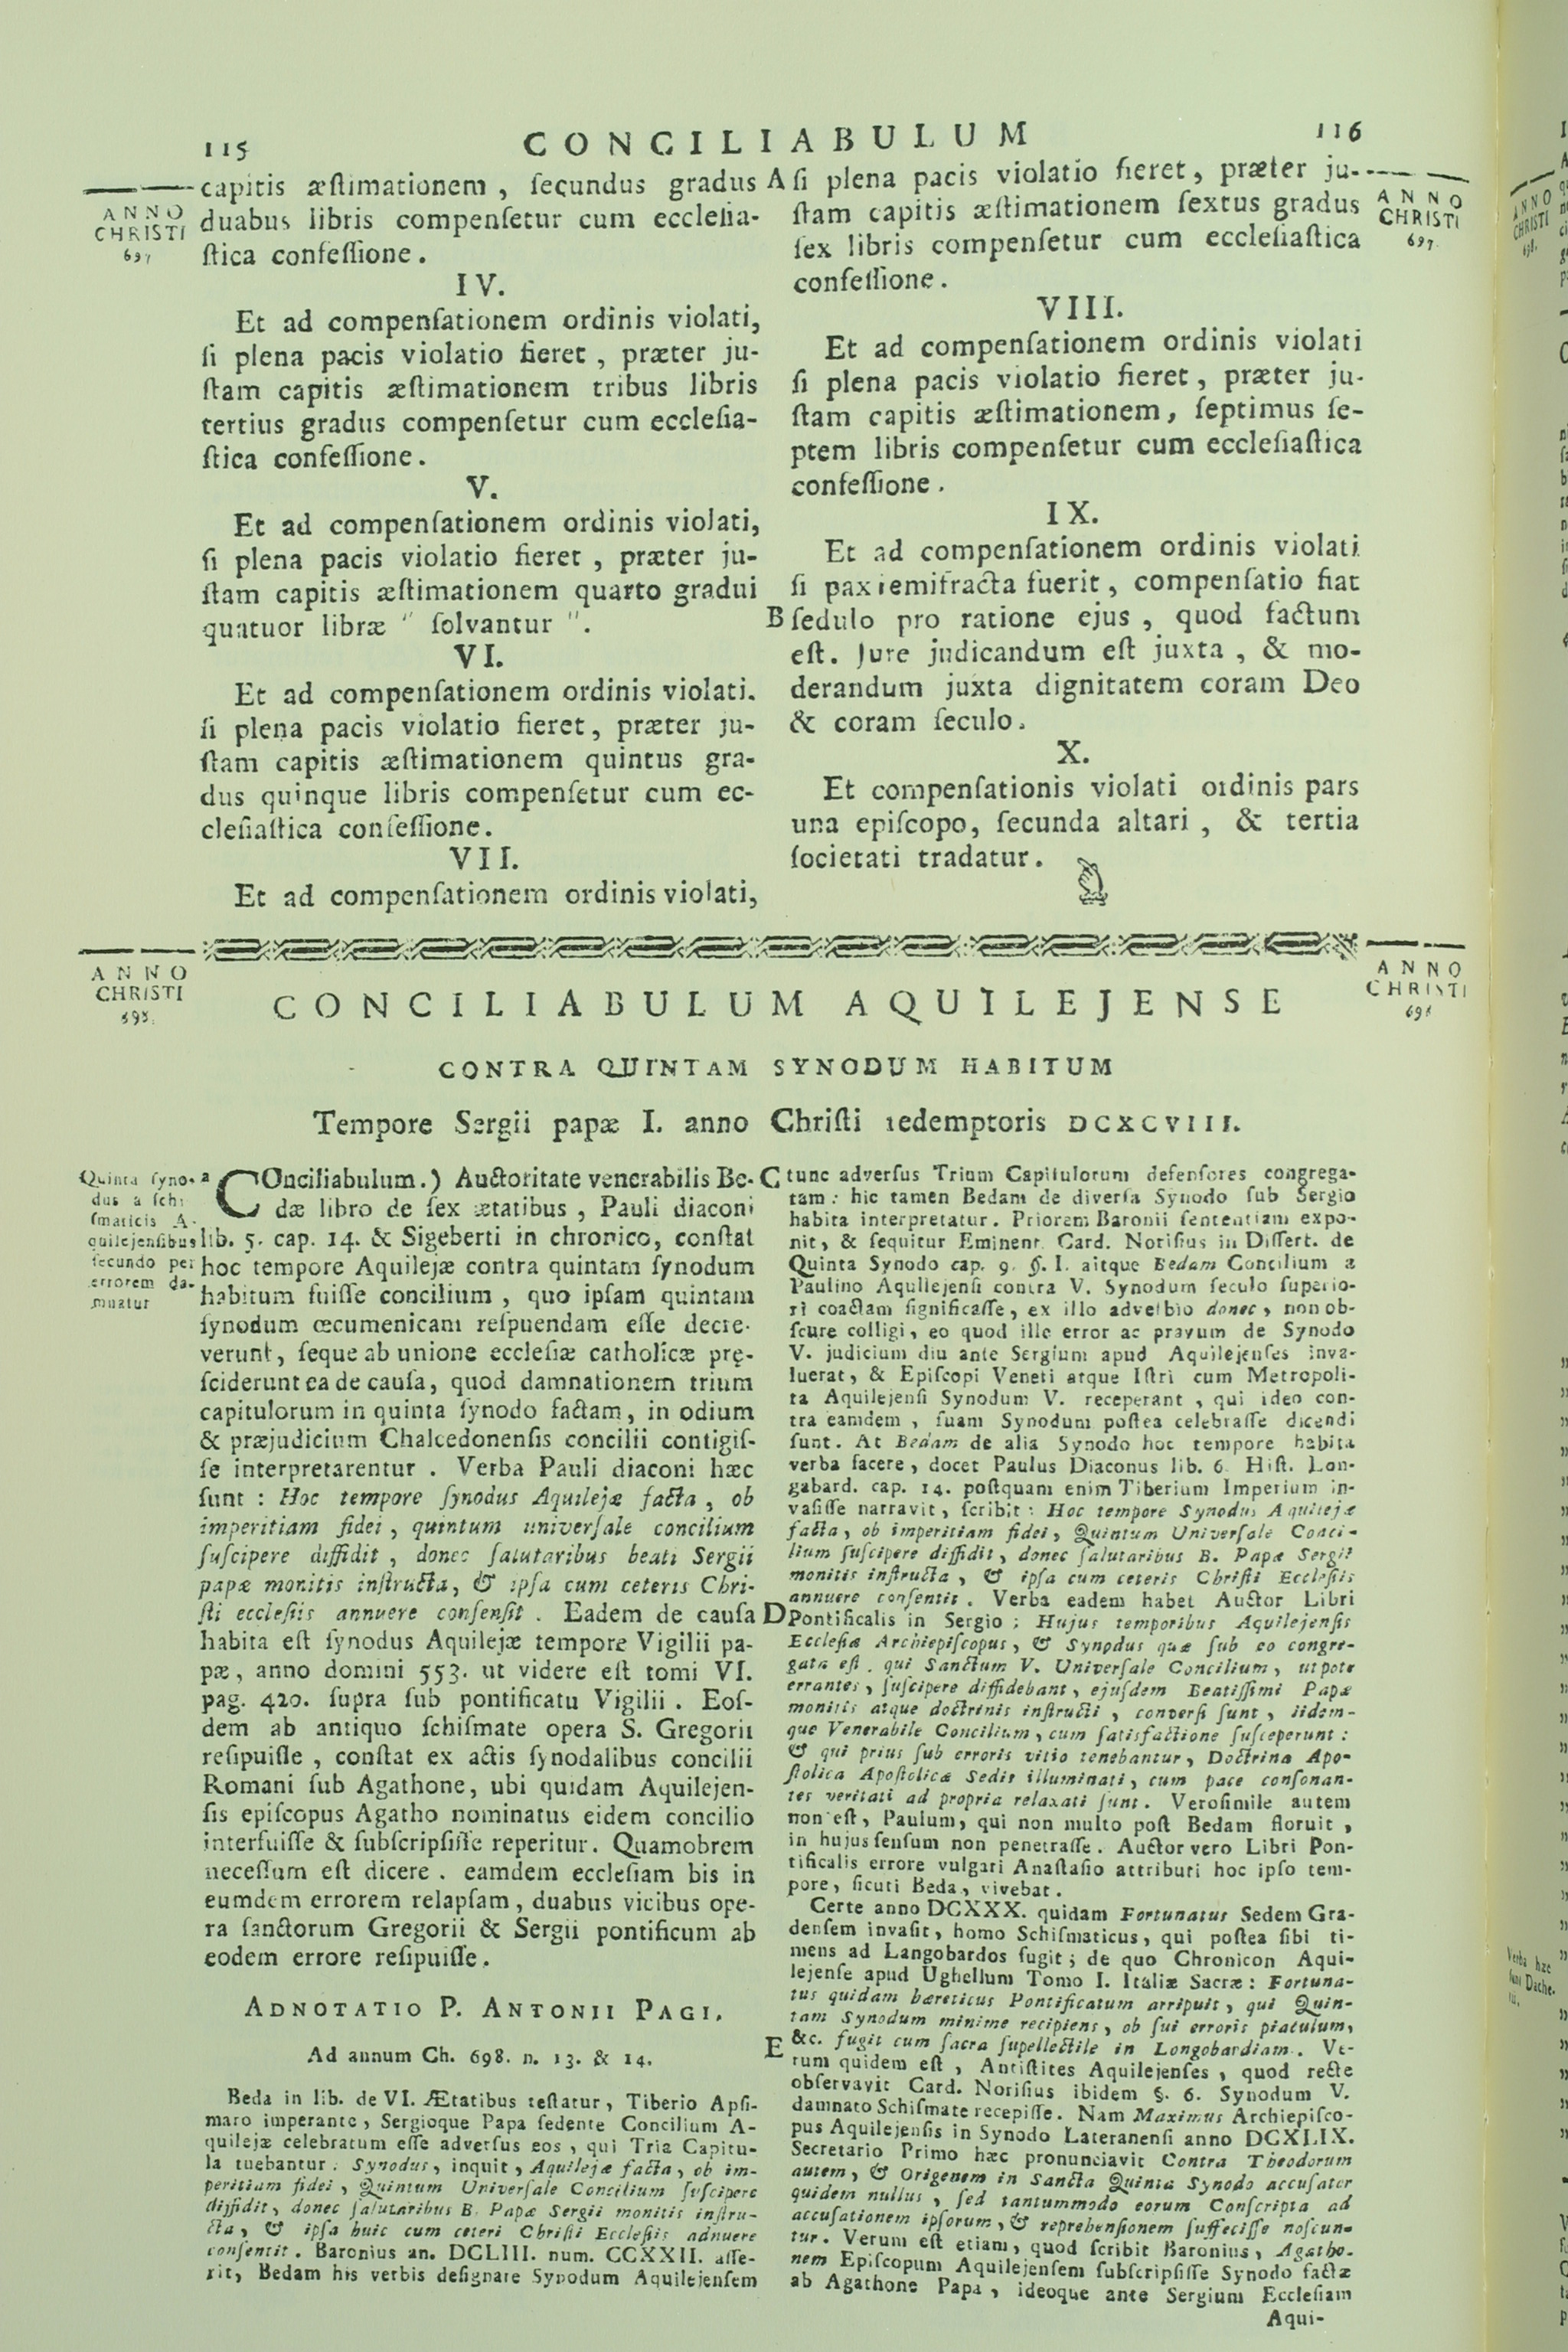 115
CONCILIABULUM
116
ANNO
CHRISTI
697
capitis æſtimationem, ſecundus gradus
duabus libris compenſetur cum eccleſia-
ſtica confeſſione.
IV.
Et ad compenſationem ordinis violati,
ſi plena pacis violatio fieret, præter ju-
ſtam capitis æſtimationem tribus libris
tertius gradus compenſetur cum eccleſia-
ſtica confeſſione.
V.
Et ad compenſationem ordinis violati,
ſi plena pacis violatio fieret, præter ju-
ſtam capitis æſtimationem quarto gradui
quatuor libræ " ſolvantur ".
VI.
Et ad compenſationem ordinis violati.
ſi plena pacis violatio fieret, præter ju-
ſtam capitis æſtimationem quintus gra-
dus quinque libris compenſetur cum ec-
cleſiaſtica confeſſione.
VII.
Et ad compenſationem ordinis violati,
A
B
ſi plena pacis violatio fieret, præter ju-
ſtam capitis æſtimationem ſextus gradus
ſex libris compenſetur cum eccleſiaſtica
confeſſione.
VIII.
Et ad compenſationem ordinis violati
ſi plena pacis violatio fieret, præter ju-
ſtam capitis æſtimationem, ſeptimus ſe-
ptem libris compenſetur cum eccleſiaſtica
confeſſione.
IX.
Et ad compenſationem ordinis violati
ſi pax ſemifracta fuerit, compenſatio fiat
ſedulo pro ratione ejus, quod factum
eſt. Jure judicandum eſt juxta, & mo-
derandum juxta dignitatem coram Deo
& coram ſeculo.
X.
Et compenſationis violati ordinis pars
una epiſcopo, ſecunda altari, & tertia
ſocietati tradatur.
ANNO
CHRISTI
697.
ANNO
CHRISTI
698.
CONCILIABULUM AQUILEJENSE
ANNO
CHRISTI
698
CONTRA QUINTAM SYNODUM HABITUM
Tempore Sergii papæ I. anno Chriſti redemptoris DCXCVIII.
Quinta ſyno-
dus a ſchi
ſmaticis A-
quilejenſibus
ſecundo per
errorem da-
mnatur
a COnciliabulum.) Auctoritate venerabilis Be-
dæ libro de ſex ætatibus, Pauli diaconi
lib. 5. cap. 14. & Sigeberti in chronico, conſtat
hoc tempore Aquilejæ contra quintam ſynodum
habitum fuiſſe concilium, quo ipſam quintam
ſynodum œcumenicam reſpuendam eſſe decre-
verunt, ſeque ab unione eccleſiæ catholicæ prę-
ſciderunt ea de cauſa, quod damnationem trium
capitulorum in quinta ſynodo factam, in odium
& præjudicium Chalcedonenſis concilii contigiſ-
ſe interpretarentur. Verba Pauli diaconi hæc
ſunt: Hoc tempore ſynodus Aquilejæ facta, ob
imperitiam fidei, quintum univerſale concilium
ſuſcipere diffidit, donec ſalutaribus beati Sergii
papæ monitis inſtructa, & ipſa cum ceteris Chri-
ſti eccleſiis annuere conſenſit. Eadem de cauſa
habita eſt ſynodus Aquilejæ tempore Vigilii pa-
pæ, anno domini 553. ut videre eſt tomi VI.
pag. 420. ſupra ſub pontificatu Vigilii. Eoſ-
dem ab antiquo ſchiſmate opera S. Gregorii
reſipuiſſe, conſtat ex actis ſynodalibus concilii
Romani ſub Agathone, ubi quidam Aquilejen-
ſis epiſcopus Agatho nominatus eidem concilio
interfuiſſe & ſubſcripſiſſe reperitur. Quamobrem
neceſſum eſt dicere. eamdem eccleſiam bis in
eumdem errorem relapſam, duabus vicibus ope-
ra ſanctorum Gregorii & Sergii pontificum ab
eodem errore reſipuiſſe.
ADNOTATIO P. ANTONII PAGI.
Ad annum Ch. 698. n. 13. & 14.
Beda in lib. de VI. Ætatibus teſtatur, Tiberio Apſi-
maro imperante, Sergioque Papa ſedente Concilium A-
quilejæ celebratum eſſe adverſus eos, qui Tria Capitu-
la tuebantur. Synodus, inquit, Aquilejæ facta, ob im-
peritiam fidei, Quintum Univerſale Concilium ſuſcipere
diffidit, donec ſalutaribus B. Papæ Sergii monitis inſtru-
cta, & ipſa huic cum ceteri Chriſti Eccleſiis adnuere
conſentit. Baronius an. DCLIII. num. CCXXII. aſſe-
rit, Bedam his verbis deſignare Synodum Aquilejenſem
C
D
E
tunc adverſus Trium Capitulorum defenſores congrega-
tam: hic tamen Bedam de diverſa Synodo ſub Sergio
habita interpretatur. Priorem Baronii ſententiam expo-
nit, & ſequitur Eminent. Card. Noriſius in Diſſert. de
Quinta Synodo cap. 9. §. I. aitque Bedam Concilium a
Paulino Aquilejenſi contra V. Synodum ſeculo ſuperio-
ri coactam ſignificaſſe, ex illo adverbio donec, non ob-
ſcure colligi, eo quod ille error ac pravum de Synodo
V. judicium diu ante Sergium apud Aquilejenſes inva-
luerat, & Epiſcopi Veneti atque Iſtri cum Metropoli-
ta Aquilejenſi Synodum V. receperant, qui ideo con-
tra eamdem, ſuam Synodum poſtea celebraſſe dicendi
ſunt. At Bedam de alia Synodo hoc tempore habita
verba facere, docet Paulus Diaconus lib. 6. Hiſt. Lon-
gabard. cap. 14. poſtquam enim Tiberium Imperium in-
vaſiſſe narravit, ſcribit: Hoc tempore Synodus Aquilejæ
facta, ob imperitiam fidei, Quintum Univerſale Conci-
lium ſuſcipere diffidit, donec ſalutaribus B. Papæ Sergii
monitis inſtructa, & ipſa cum ceteris Chriſti Eccleſiis
annuere conſentit. Verba eadem habet Auctor Libri
Pontificalis in Sergio: Hujus temporibus Aquilejenſis
Eccleſiæ Archiepiſcopus, & Synodus quæ ſub eo congre-
gata eſt. qui Sanctum V. Univerſale Concilium, utpote
errantes, ſuſcipere diffidebant, ejuſdem Beatiſſimi Papæ
monitis atque doctrinis inſtructi, converſi ſunt, iidem-
que Venerabile Concilium, cum ſatisfactione ſuſceperunt:
& qui prius ſub erroris vitio tenebantur, Doctrina Apo-
ſtolica Apoſtolicæ Sedis illuminati, cum pace conſonan-
tes veritati ad propria relaxati ſunt. Veroſimile autem
non eſt, Paulum, qui non multo poſt Bedam floruit,
in hujus ſenſum non penetraſſe. Auctor vero Libri Pon-
tificalis errore vulgari Anaſtaſio attributi hoc ipſo tem-
pore, ſicuti Beda, vivebat.
Certe anno DCXXX. quidam Fortunatus Sedem Gra-
denſem invaſit, homo Schiſmaticus, qui poſtea ſibi ti-
mens ad Langobardos fugit; de quo Chronicon Aqui-
lejenſe apud Ughellum Tomo I. Italiæ Sacræ: Fortuna-
tus quidam hæreticus Pontificatum arripuit, qui Quin-
tam Synodum minime recipiens, ob ſui erroris piaculum,
&c. fugit cum ſacra ſupellectile in Longobardiam. Ve-
rum quidem eſt, Antiſtites Aquilejenſes, quod recte
obſervavit Card. Noriſius ibidem §. 6. Synodum V.
damnato Schiſmate recepiſſe. Nam Maximus Archiepiſco-
pus Aquilejenſis in Synodo Lateranenſi anno DCXLIX.
Secretario Primo hæc pronunciavit Contra Theodorum
autem, & Origenem in Sancta Quinta Synodo accuſator
quidem nullus, ſed tantummodo eorum Conſcripta ad
accuſationem ipſorum, & reprehenſionem ſuffeciſſe noſcun-
tur. Verum eſt etiam, quod ſcribit Baronius, Agatho-
nem Epiſcopum Aquilejenſem ſubſcripſiſſe Synodo factæ
ab Agathone Papa, ideoque ante Sergium Eccleſiam
Aqui-
ANNO
CHRISTI
698.
Verba hæc
ſunt Dache-
rii.